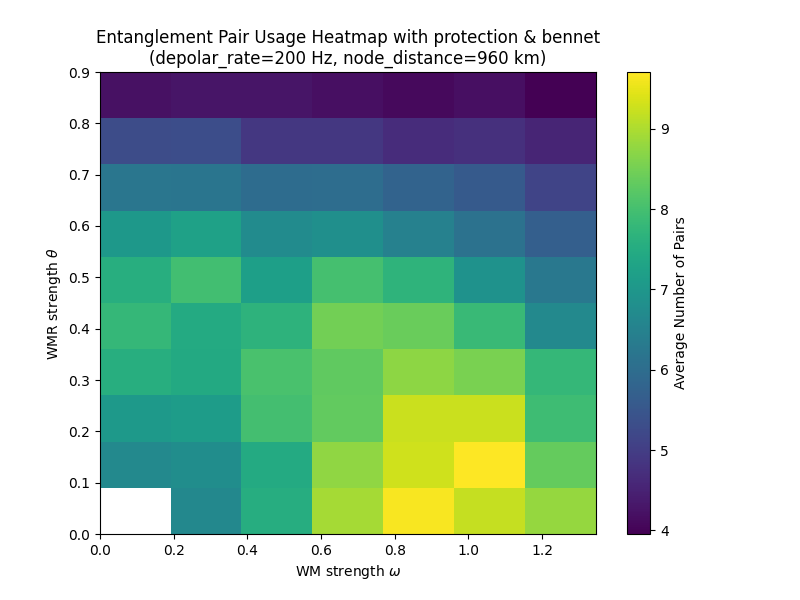 Entanglement Pair Usage Heatmap with protection & bennet
(depolar_rate=200 Hz, node_distance=960 km)
0.9
0.8
0.7
0.6
0.5
0.4
0.3
0.2
0.1
0.0
WMR strength θ
0.0 0.2 0.4 0.6 0.8 1.0 1.2
WM strength ω
9
8
7
6
5
4
Average Number of Pairs